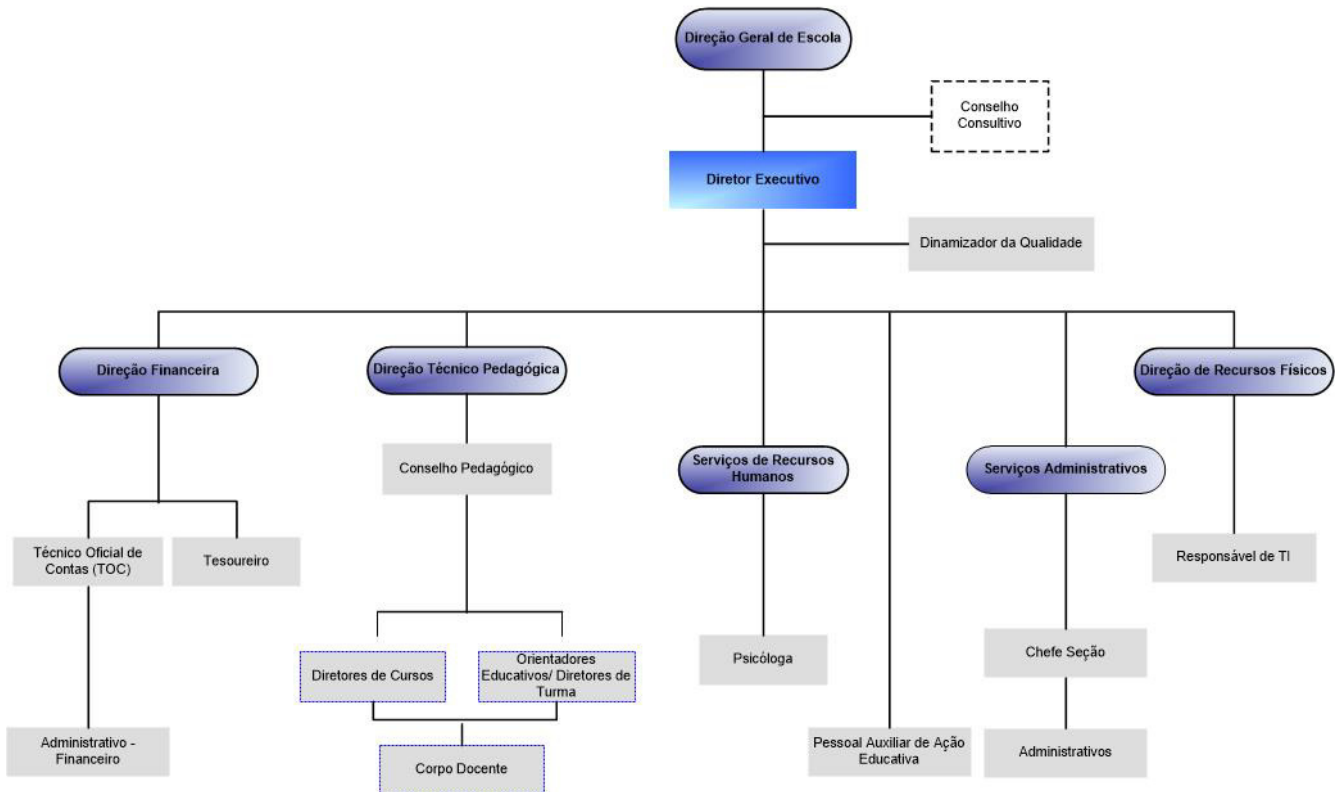 Direção Geral de Escola
Conselho
Consultivo
Diretor Executivo
Dinamizador da Qualidade
Direção Financeira
Direção Técnico Pedagógica
Direção de Recursos Físicos
Conselho Pedagógico
Serviços de Recursos
Humanos
Serviços Administrativos
Técnico Oficial de
Contas (TOC)
Tesoureiro
Responsável de TI
Diretores de Cursos
Orientadores
Educativos/ Diretores de
Turma
Psicóloga
Chefe Seção
Administrativo -
Financeiro
Corpo Docente
Pessoal Auxiliar de Ação
Educativa
Administrativos